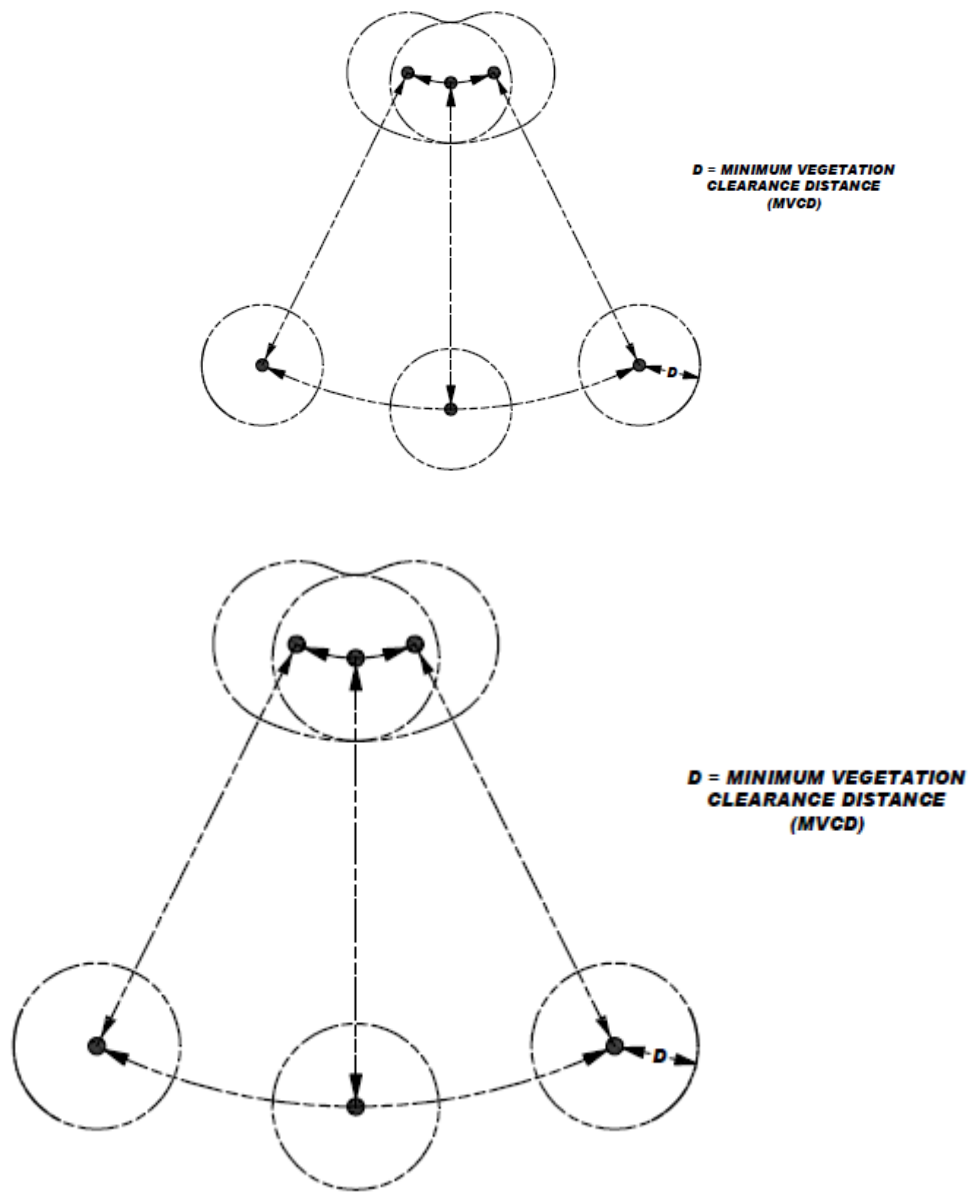 D = MINIMUM VEGETATION
CLEARANCE DISTANCE
(MVCD)
D
D = MINIMUM VEGETATION
CLEARANCE DISTANCE
(MVCD)
D